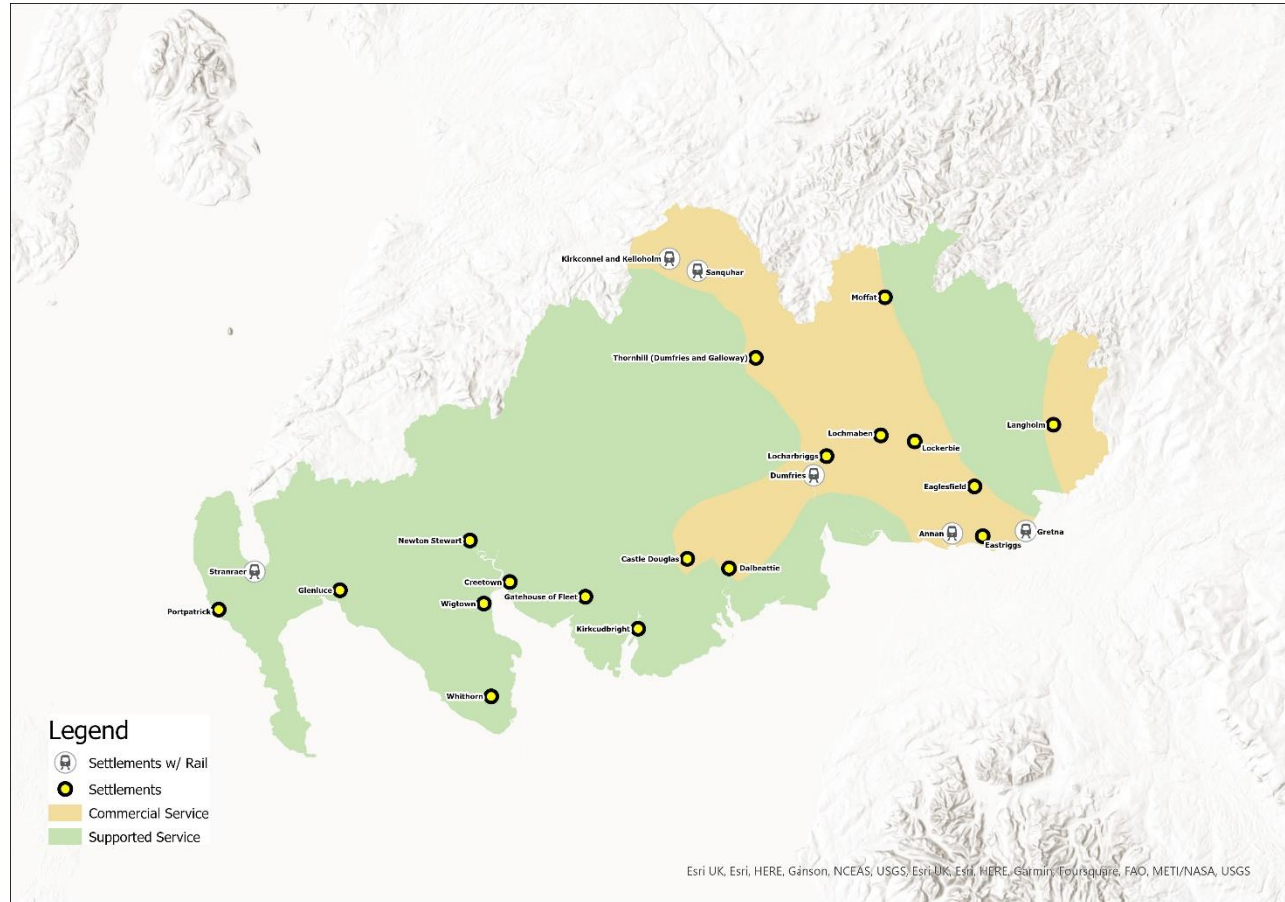 Kirkconnel and Kelloholm
Sanquhar
Moffat
Thornhill (Dumfries and Galloway)
Langholm
Lochmaben
Lockerbie
Locharbriggs
Dumfries
Eaglesfield
Annan
Gretna
Eastriggs
Newton Stewart
Castle Douglas
Dalbeattie
Stranraer
Creetown
Glenluce
Gatehouse of Fleet
Wigtown
Portpatrick
Kirkcudbright
Whithorn
Legend
Settlements w/ Rail
Settlements
Commercial Service
Supported Service
Esri UK, Esri, HERE, Garmin, NCEAS, USGS, Esri UK, Esri, HERE, Garmin, Foursquare, FAO, METI/NASA, USGS